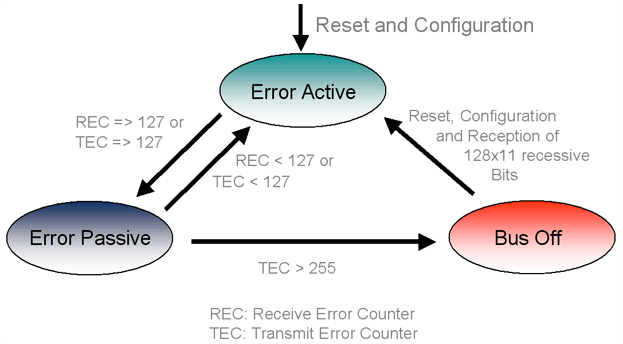 Reset and Configuration
Error Active
REC => 127 or
TEC => 127
REC < 127 or
TEC < 127
Reset, Configuration
and Reception of
128x11 recessive
Bits
Error Passive
Bus Off
TEC > 255
REC: Receive Error Counter
TEC: Transmit Error Counter